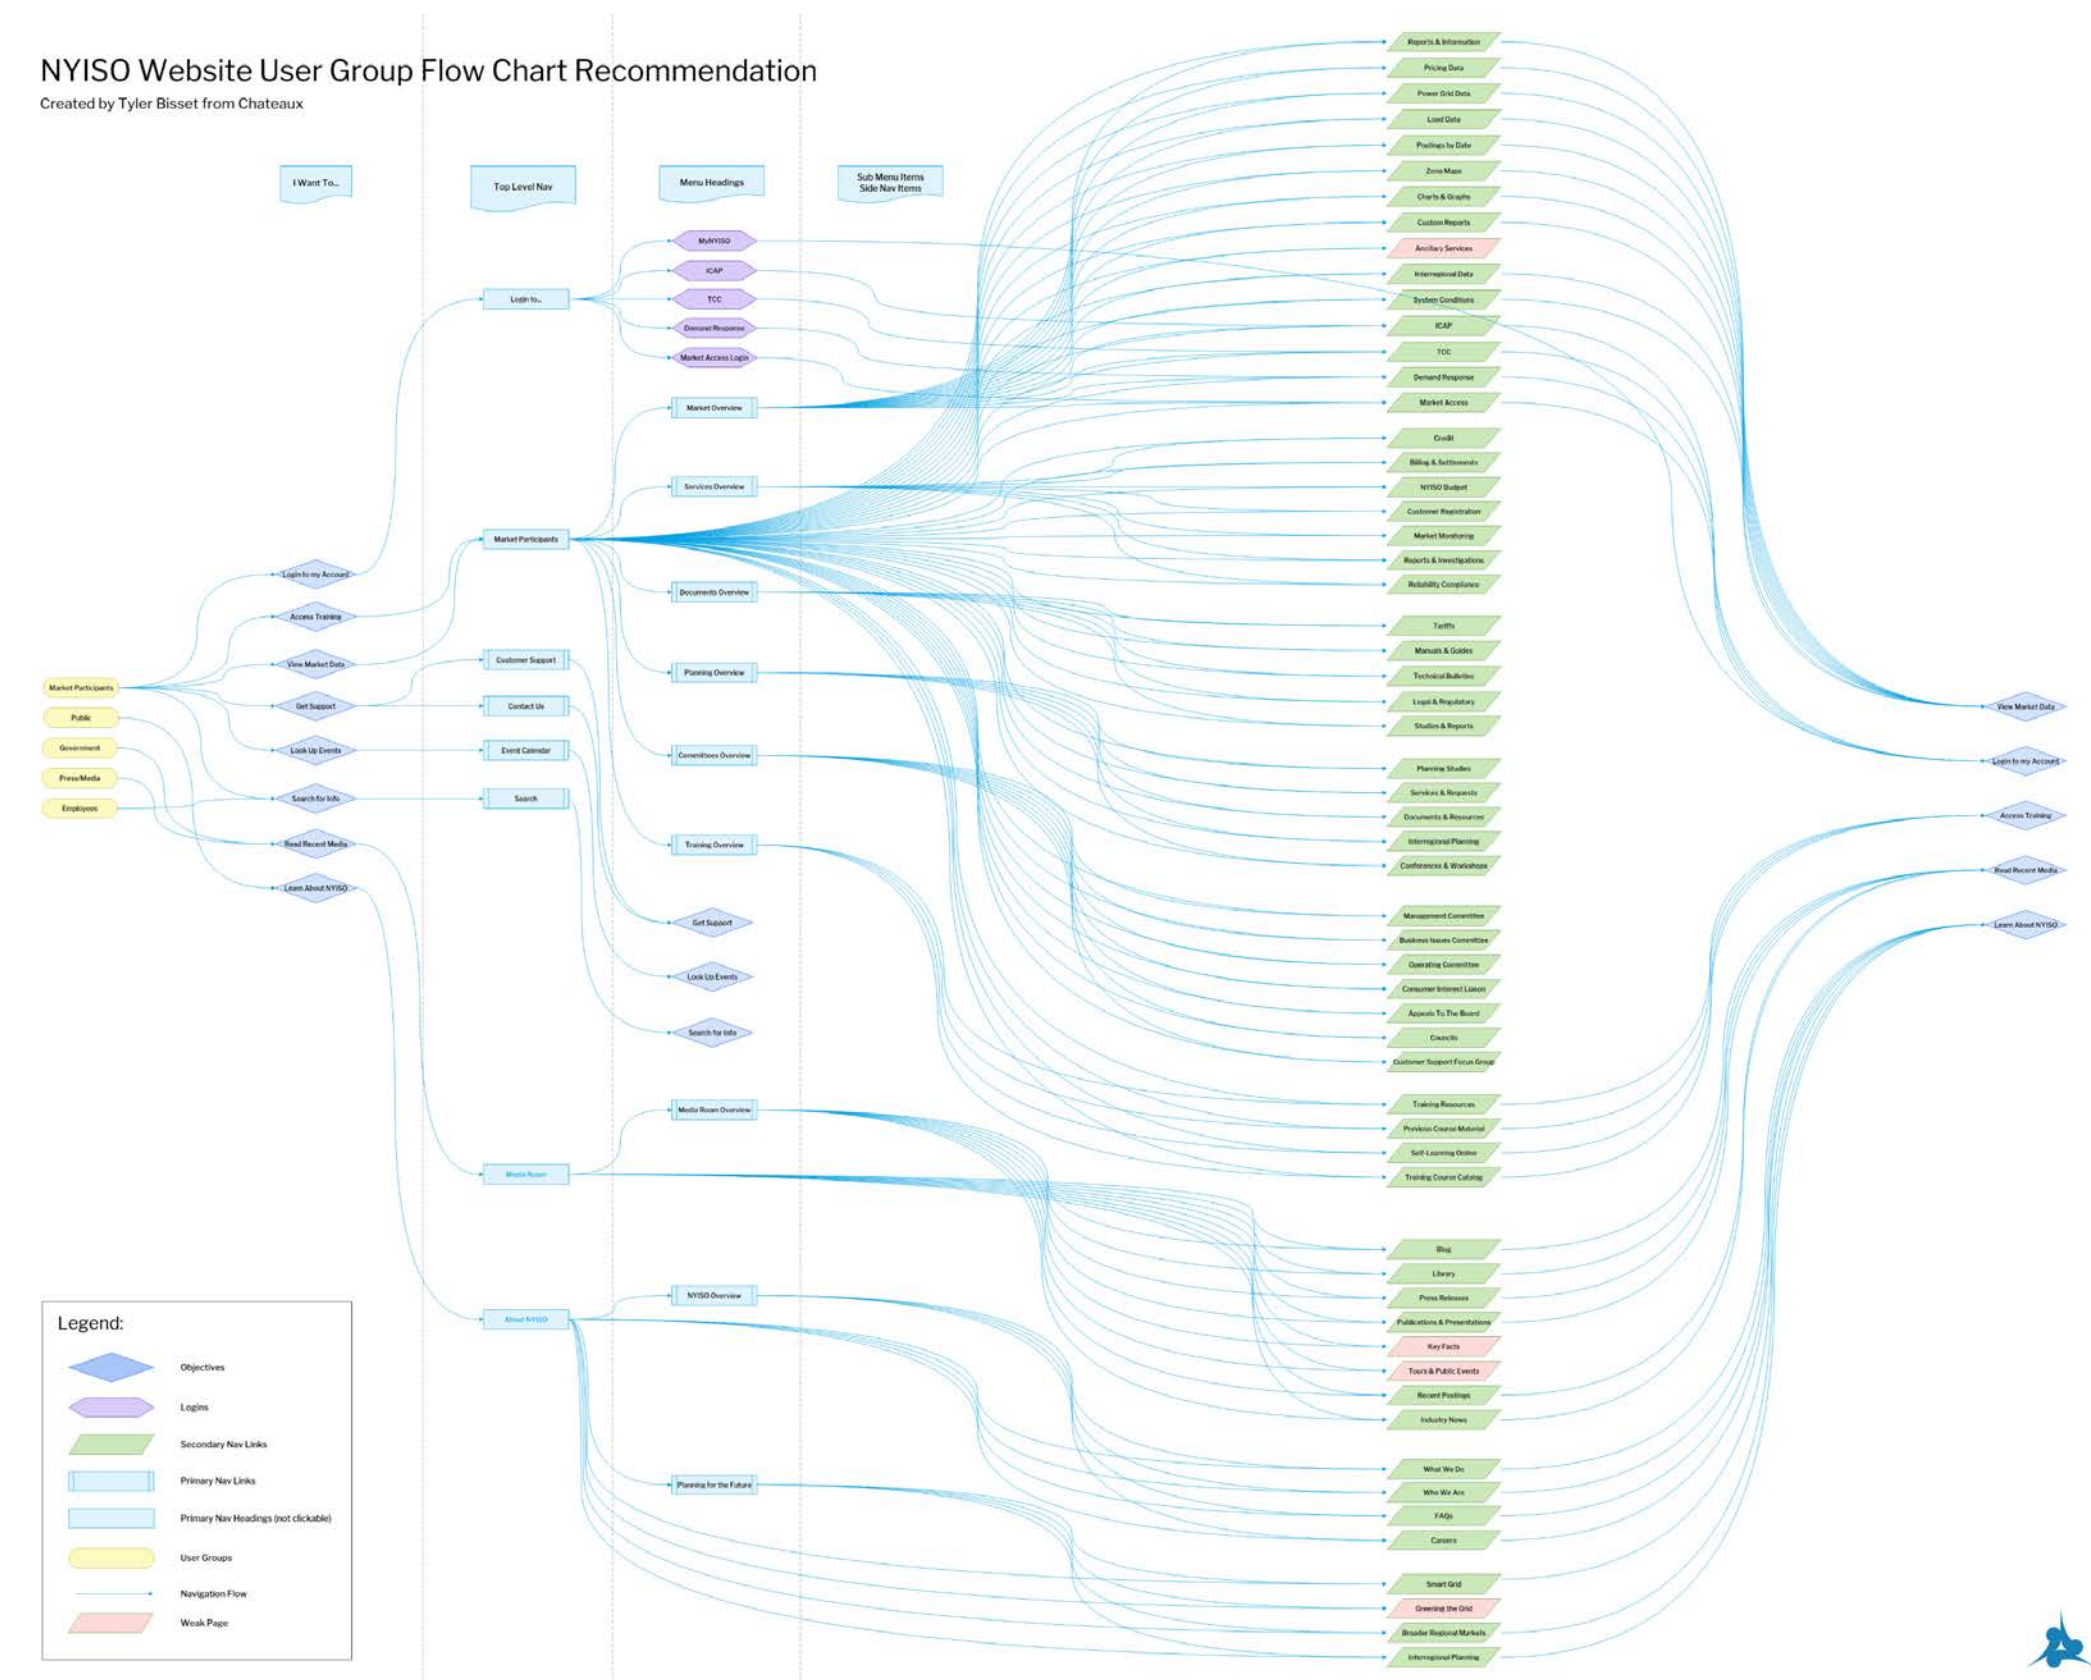 NYISO Website User Group Flow Chart Recommendation
Created by Tyler Bisset from Chateaux
I Want To...
Top Level Nav
Menu Headings
Sub Menu Items
Side Nav Items
Market Participants
Public
Government
Press/Media
Employees
Login to my Account
Access Training
View Market Data
Get Support
Look Up Events
Search for Info
Read Recent Media
Learn About NYISO
Login to...
Market Participants
Customer Support
Contact Us
Event Calendar
Search
Media Room
About NYISO
MyNYISO
ICAP
TCC
Demand Response
Market Access Login
Market Overview
Services Overview
Documents Overview
Planning Overview
Committees Overview
Training Overview
Get Support
Look Up Events
Search for Info
Media Room Overview
NYISO Overview
Planning for the Future
Reports & Information
Pricing Data
Power Grid Data
Load Data
Postings by Date
Zone Maps
Charts & Graphs
Custom Reports
Ancillary Services
Interregional Data
System Conditions
ICAP
TCC
Demand Response
Market Access
Credit
Billing & Settlements
NYISO Budget
Customer Registration
Market Monitoring
Reports & Investigations
Reliability Compliance
Tariffs
Manuals & Guides
Technical Bulletins
Legal & Regulatory
Studies & Reports
Planning Studies
Services & Requests
Documents & Resources
Interregional Planning
Conferences & Workshops
Management Committee
Business Issues Committee
Operating Committee
Consumer Interest Liason
Appeals To The Board
Councils
Customer Support Focus Group
Training Resources
Previous Course Material
Self-Learning Online
Training Course Catalog
Blog
Library
Press Releases
Publications & Presentations
Key Facts
Tours & Public Events
Recent Postings
Industry News
What We Do
Who We Are
FAQs
Careers
Smart Grid
Greening the Grid
Broader Regional Markets
Interregional Planning
View Market Data
Login to my Account
Access Training
Read Recent Media
Learn About NYISO
Legend:
Objectives
Logins
Secondary Nav Links
Primary Nav Links
Primary Nav Headings (not clickable)
User Groups
Navigation Flow
Weak Page